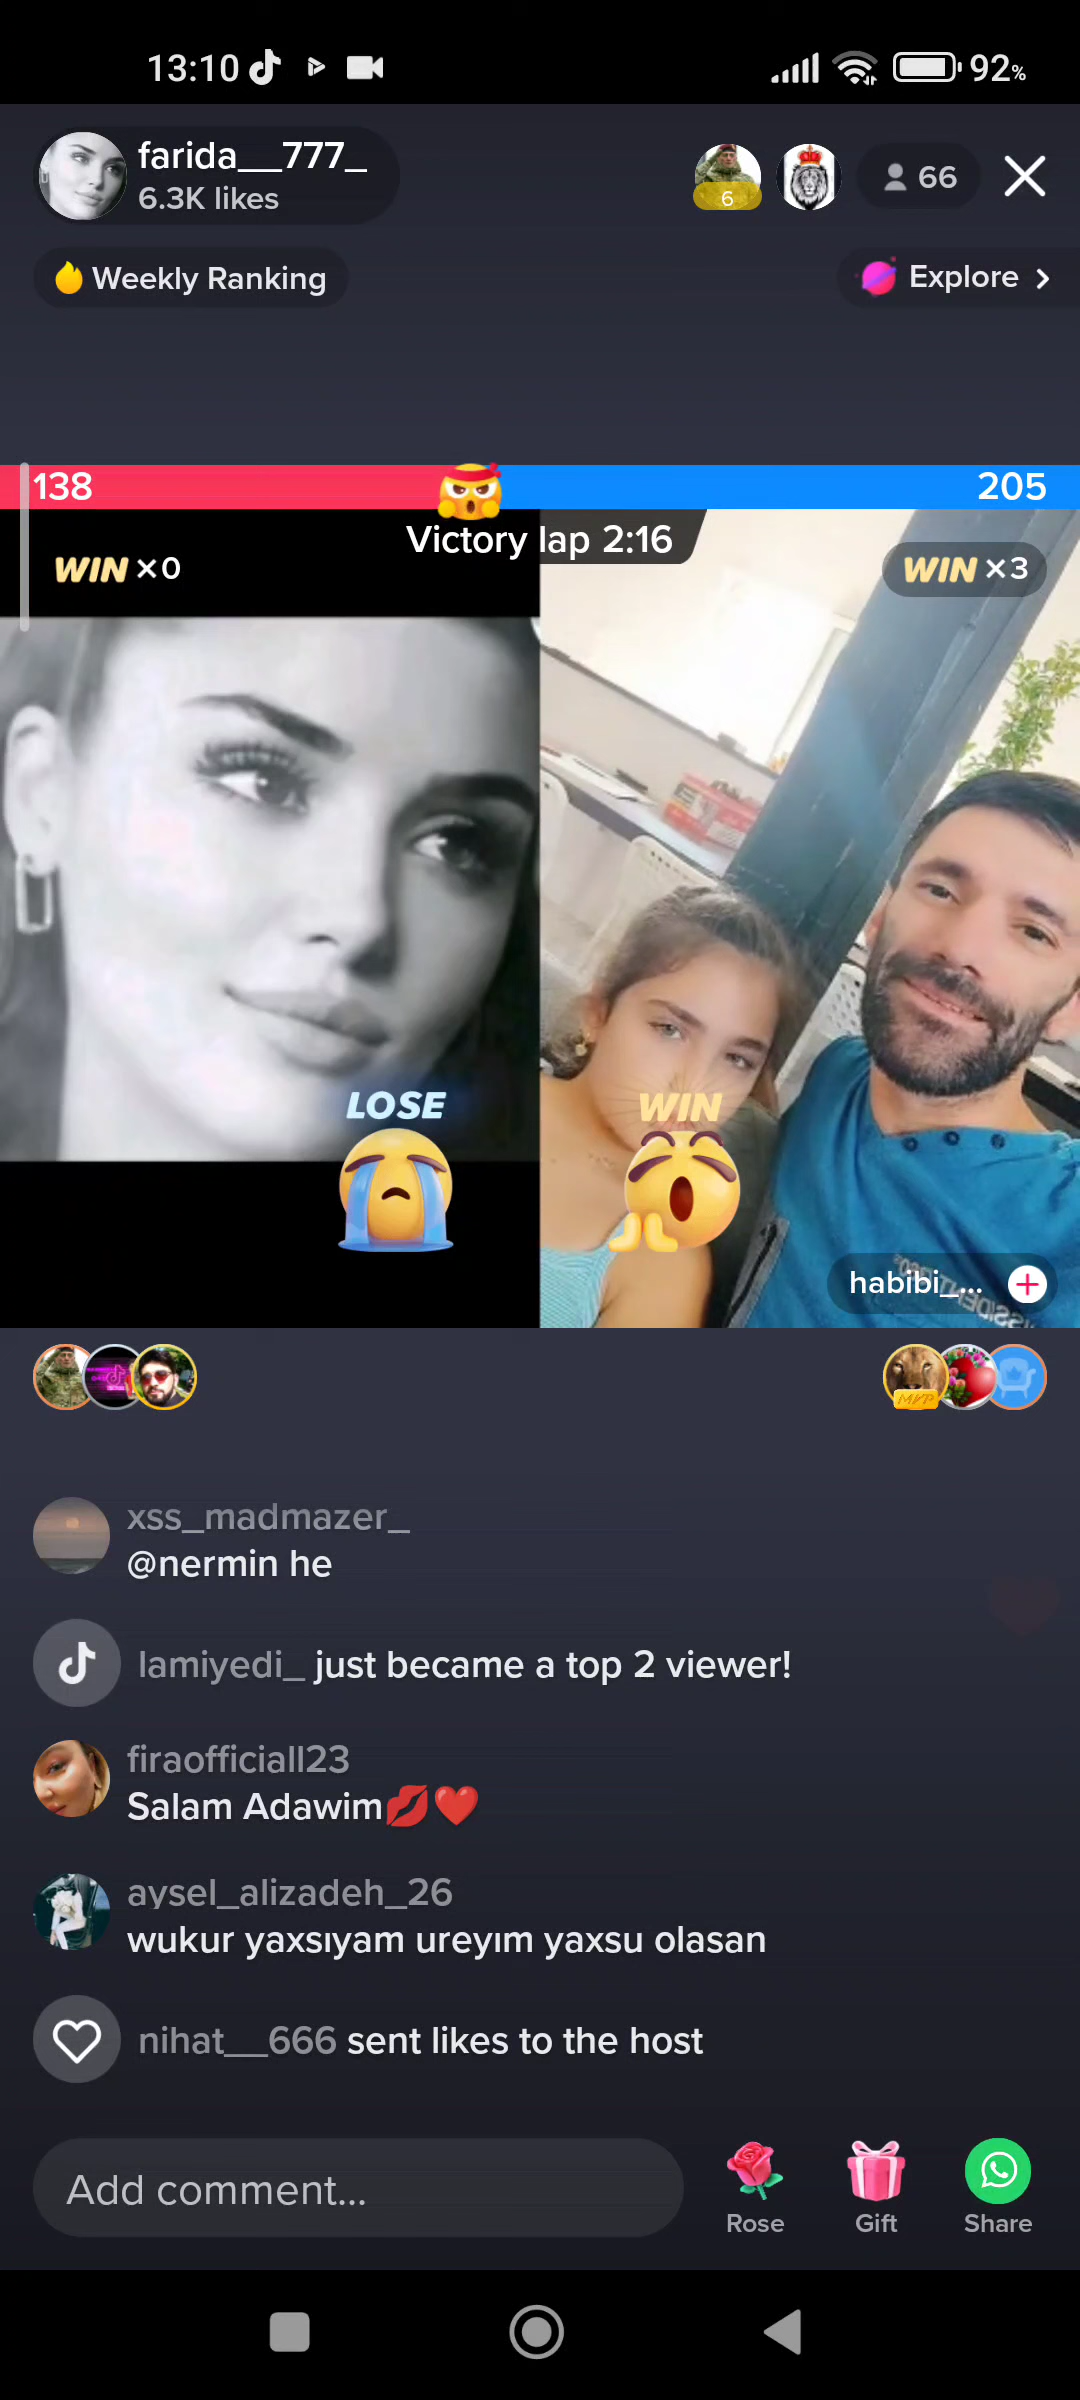 13:10
92%
farida__777_
6.3K likes
6
66
Weekly Ranking
Explore
138
205
Victory lap 2:16
WIN ×0
WIN ×3
LOSE
WIN
habibi_...
MVP
xss_madmazer_
@nermin he
lamiyedi_ just became a top 2 viewer!
firaofficiall23
Salam Adawim💋❤️
aysel_alizadeh_26
wukur yaxsıyam ureyım yaxsu olasan
nihat__666 sent likes to the host
Add comment...
Rose
Gift
Share